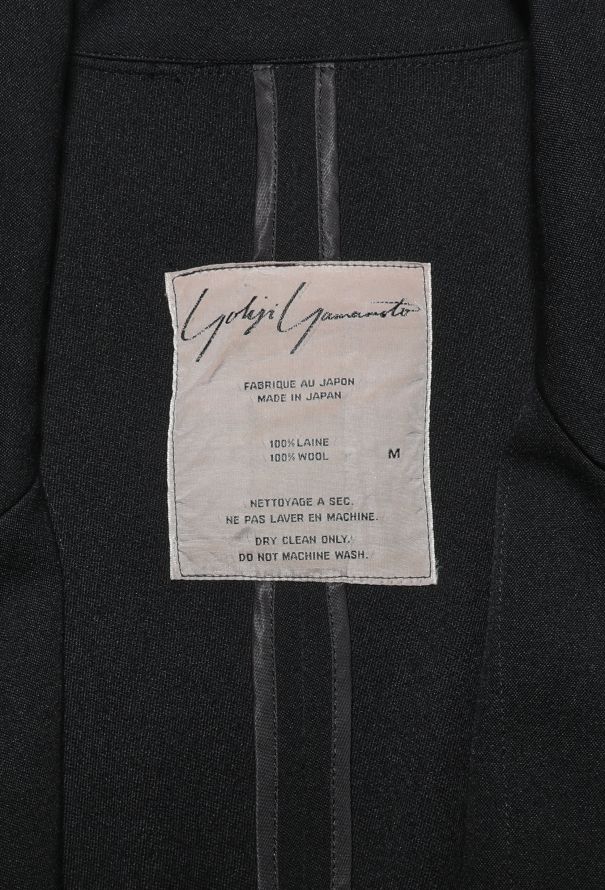 Yohji Yamamoto
FABRIQUE AU JAPON
MADE IN JAPAN
100% LAINE
100% WOOL M
NETTOYAGE A SEC.
NE PAS LAVER EN MACHINE.
DRY CLEAN ONLY.
DO NOT MACHINE WASH.